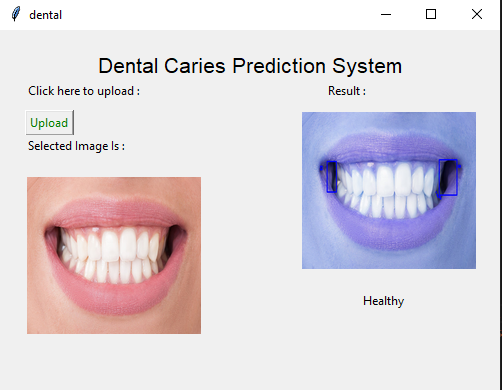 dental
Dental Caries Prediction System
Click here to upload :
Result :
Upload
Selected Image Is :
Healthy